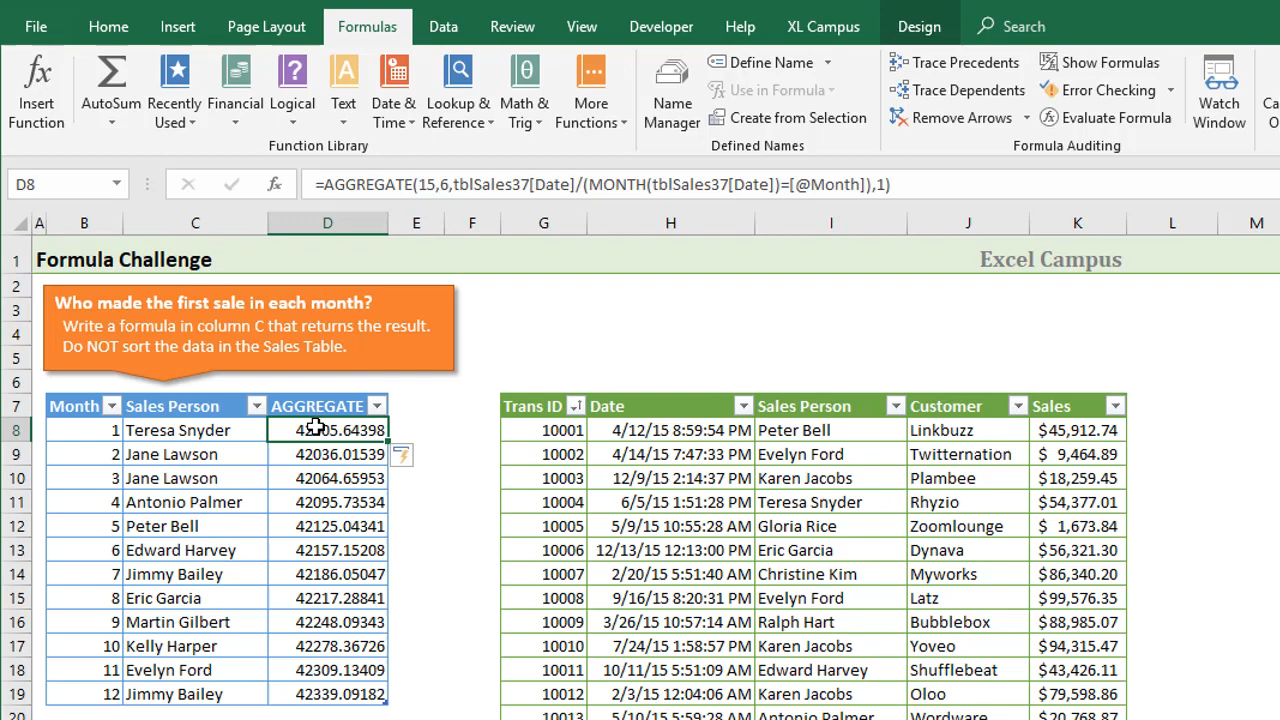 File Home Insert Page Layout Formulas Data Review View Developer Help XL Campus Design Search
fx Σ ? A θ
Insert Function
AutoSum
Recently Used
Financial
Logical
Text
Date & Time
Lookup & Reference
Math & Trig
More Functions
Function Library
Name Manager
Define Name
Use in Formula
Create from Selection
Defined Names
Trace Precedents
Trace Dependents
Remove Arrows
Show Formulas
Error Checking
Evaluate Formula
Formula Auditing
Watch Window
D8 fx =AGGREGATE(15,6,tblSales37[Date]/(MONTH(tblSales37[Date])=[@Month]),1)
A B C D E F G H I J K L M
1 Formula Challenge Excel Campus
2
3 Who made the first sale in each month?
4 Write a formula in column C that returns the result.
5 Do NOT sort the data in the Sales Table.
6
7 Month Sales Person AGGREGATE Trans ID Date Sales Person Customer Sales
8 1 Teresa Snyder 10001 4/12/15 8:59:54 PM Peter Bell Linkbuzz $45,912.74
9 2 Jane Lawson 42036.01539 10002 4/14/15 7:47:33 PM Evelyn Ford Twitternation $ 9,464.89
10 3 Jane Lawson 42064.65953 10003 12/9/15 2:14:37 PM Karen Jacobs Plambee $18,259.45
11 4 Antonio Palmer 42095.73534 10004 6/5/15 1:51:28 PM Teresa Snyder Rhyzio $54,377.01
12 5 Peter Bell 42125.04341 10005 5/9/15 10:55:28 AM Gloria Rice Zoomlounge $ 1,673.84
13 6 Edward Harvey 42157.15208 10006 12/13/15 12:13:00 PM Eric Garcia Dynava $56,321.30
14 7 Jimmy Bailey 42186.05047 10007 2/20/15 5:51:40 AM Christine Kim Myworks $86,340.20
15 8 Eric Garcia 42217.28841 10008 9/16/15 8:20:31 PM Evelyn Ford Latz $99,576.35
16 9 Martin Gilbert 42248.09343 10009 3/26/15 10:57:14 AM Ralph Hart Bubblebox $88,985.07
17 10 Kelly Harper 42278.36726 10010 7/24/15 1:58:57 PM Karen Jacobs Yoveo $94,315.47
18 11 Evelyn Ford 42309.13409 10011 10/11/15 5:51:09 AM Edward Harvey Shufflebeat $43,426.11
19 12 Jimmy Bailey 42339.09182 10012 2/3/15 12:04:06 AM Karen Jacobs Oloo $79,598.86
20 10013 5/10/15 5:59:28 AM Antonio Palmer Wordware $20,768.87